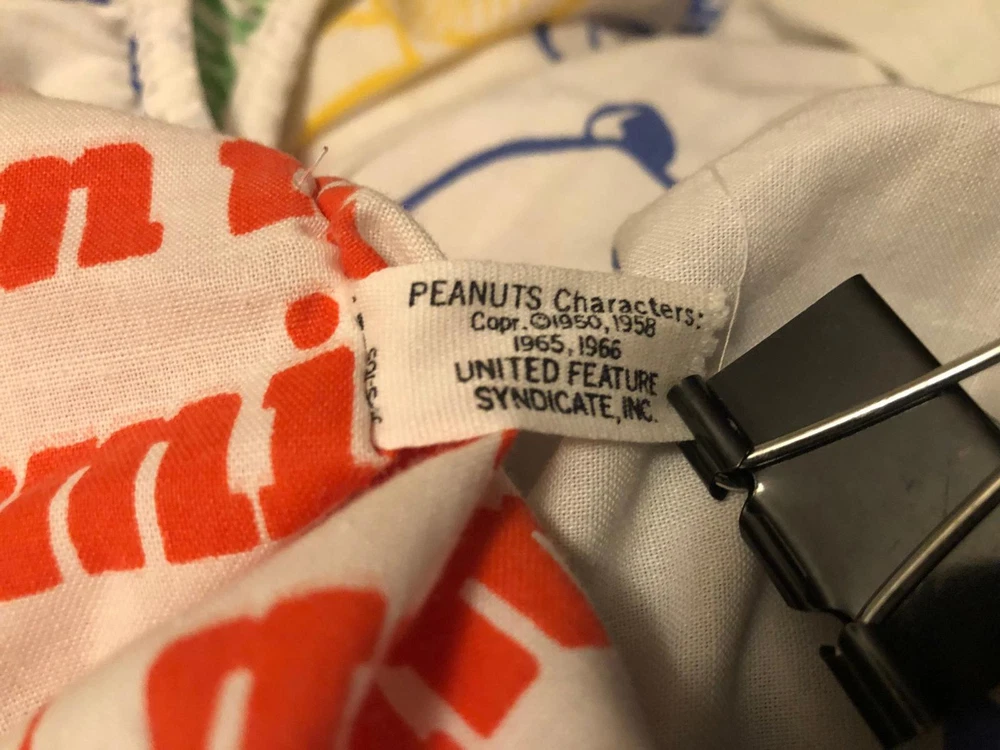 PEANUTS Characters:
Copr. ©1950, 1958
1965, 1966
UNITED FEATURE
SYNDICATE, INC.